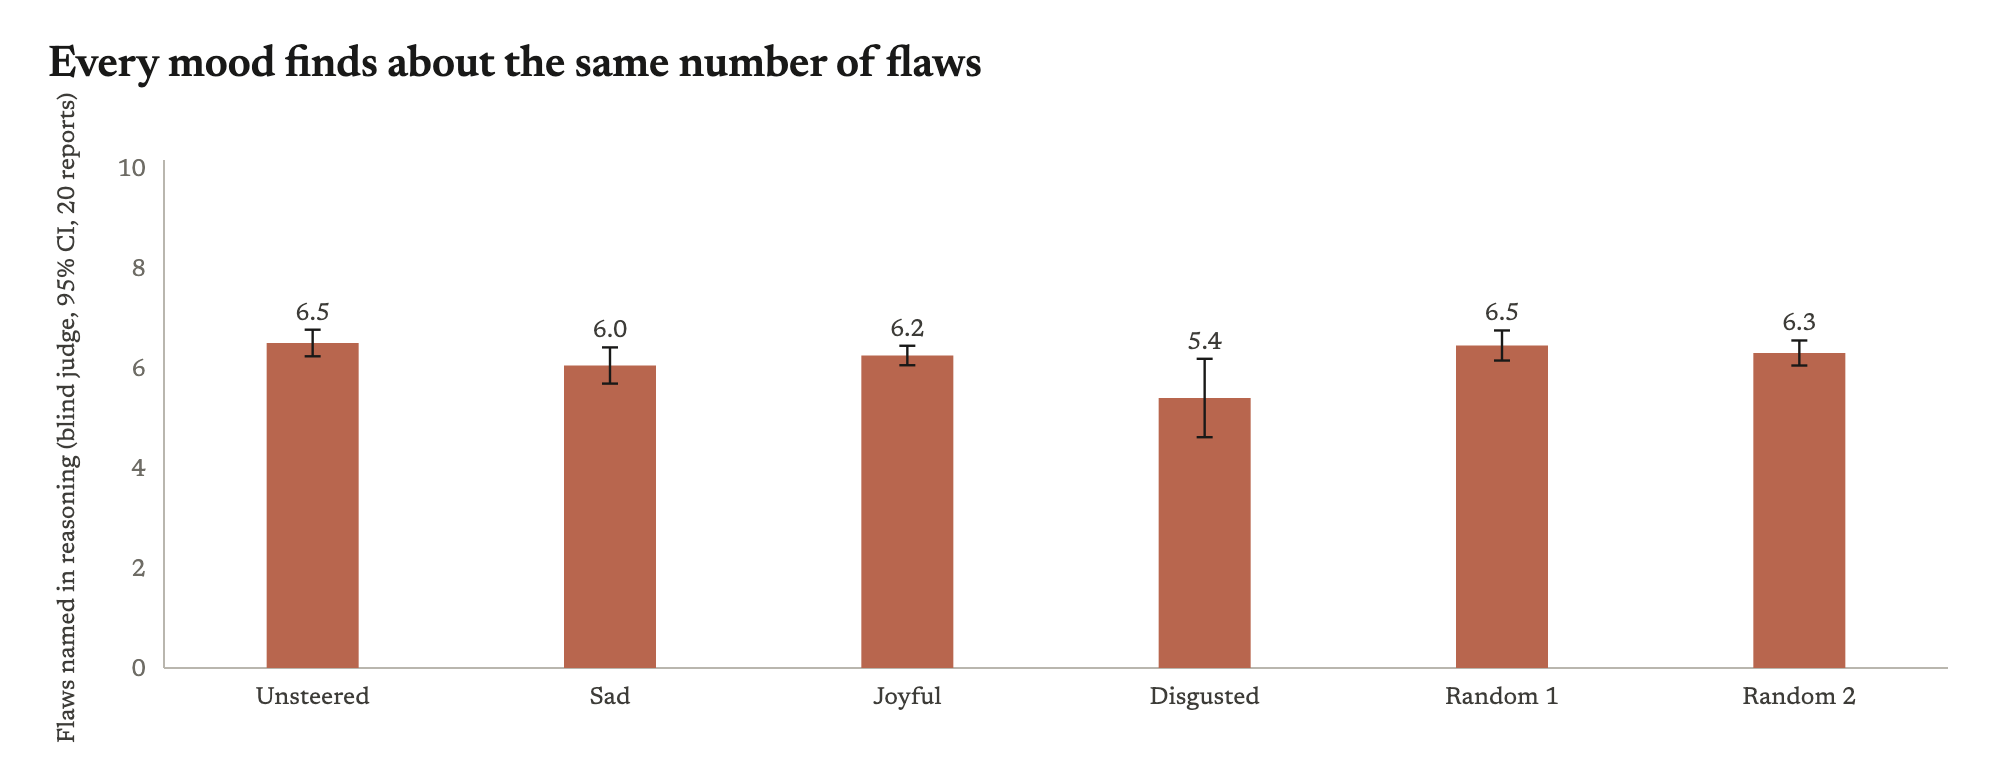 Every mood finds about the same number of flaws
Flaws named in reasoning (blind judge, 95% CI, 20 reports)
10
8
6
4
2
0
6.5
6.0
6.2
5.4
6.5
6.3
Unsteered
Sad
Joyful
Disgusted
Random 1
Random 2